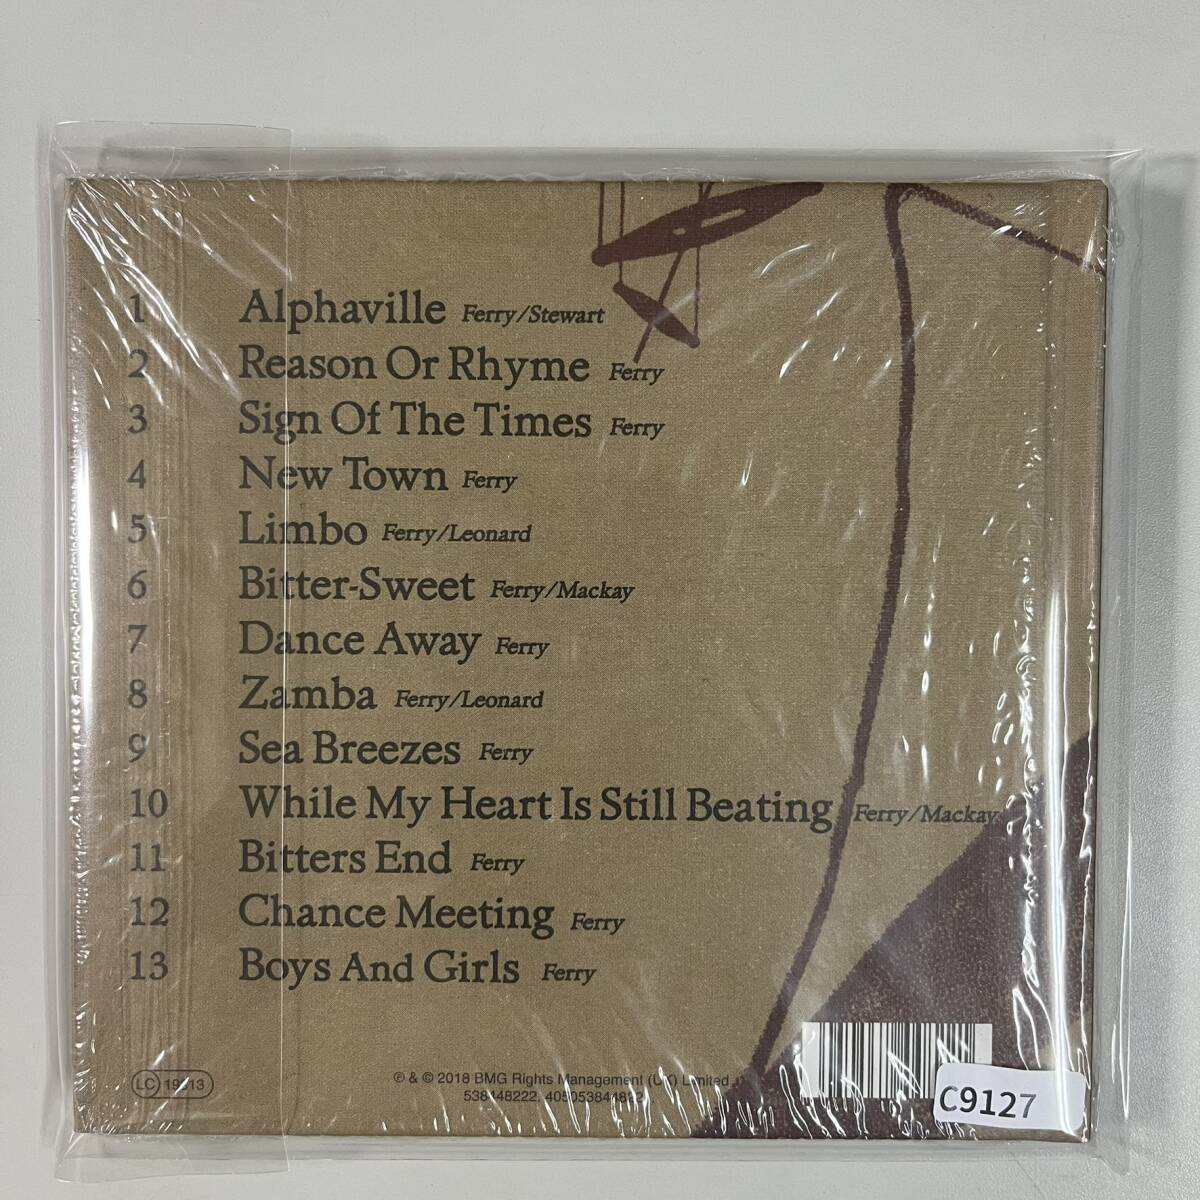 1 Alphaville Ferry/Stewart
2 Reason Or Rhyme Ferry
3 Sign Of The Times Ferry
4 New Town Ferry
5 Limbo Ferry/Leonard
6 Bitter-Sweet Ferry/Mackay
7 Dance Away Ferry
8 Zamba Ferry/Leonard
9 Sea Breezes Ferry
10 While My Heart Is Still Beating Ferry/Mackay
11 Bitters End Ferry
12 Chance Meeting Ferry
13 Boys And Girls Ferry
LC
℗ & © 2018 BMG Rights Management (UK) Limited
538448222.
C9127